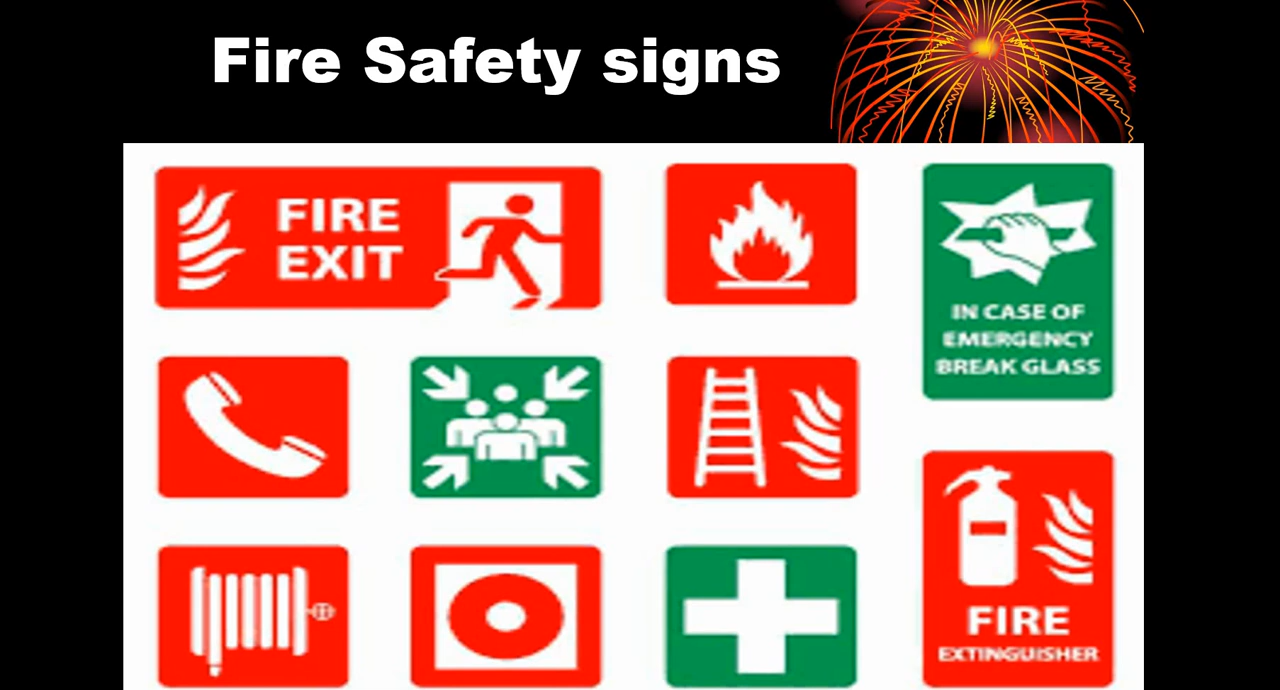 Fire Safety signs
FIRE
EXIT
IN CASE OF
EMERGENCY
BREAK GLASS
FIRE
EXTINGUISHER